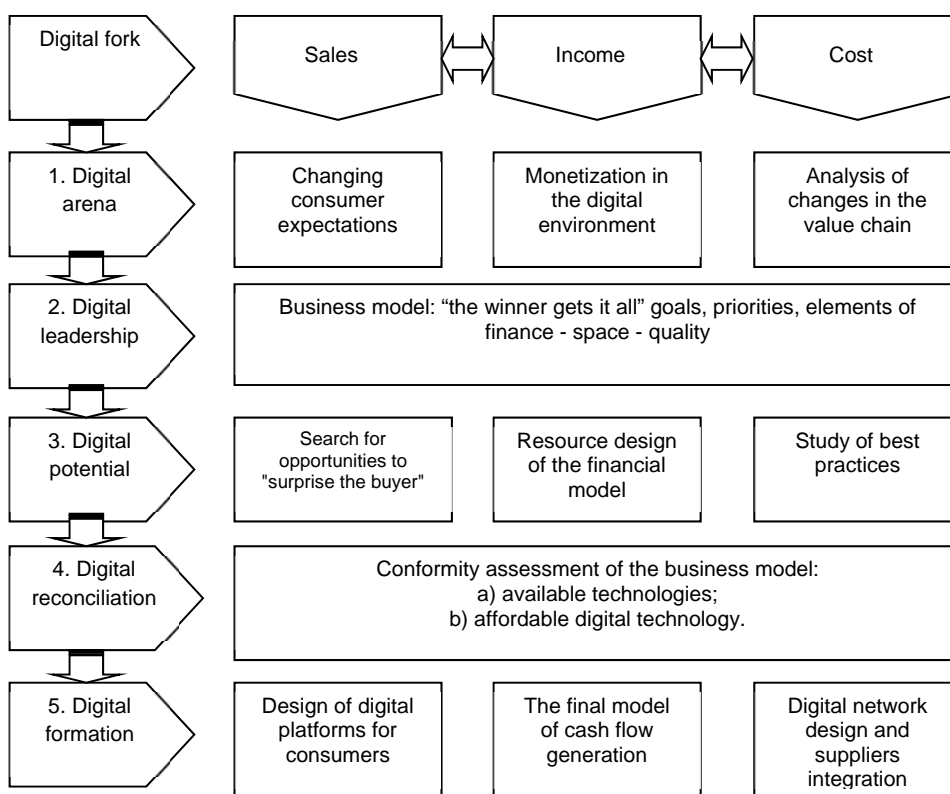 Digital fork
Sales
Income
Cost
1. Digital
arena
Changing
consumer
expectations
Monetization in
the digital
environment
Analysis of
changes in the
value chain
2. Digital
leadership
Business model: “the winner gets it all” goals, priorities, elements of
finance - space - quality
3. Digital
potential
Search for
opportunities to
"surprise the buyer"
Resource design
of the financial
model
Study of best
practices
4. Digital
reconciliation
Conformity assessment of the business model:
a) available technologies;
b) affordable digital technology.
5. Digital
formation
Design of digital
platforms for
consumers
The final model
of cash flow
generation
Digital network
design and
suppliers
integration